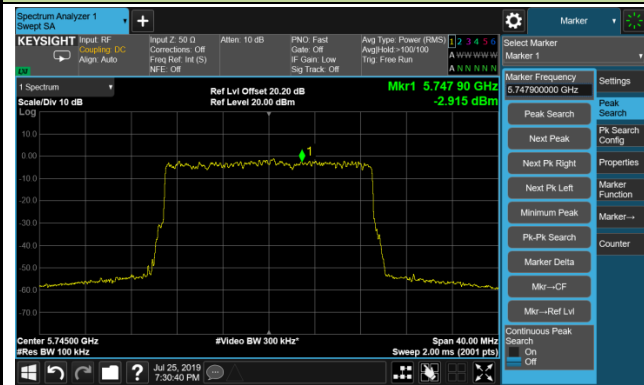 Spectrum Analyzer 1
Swept SA
Marker
KEYSIGHT
Input: RF
Coupling: DC
Align: Auto
Input Z: 50 Ω
Corrections: Off
Freq Ref: Int (S)
NFE: Off
Atten: 10 dB
PNO: Fast
Gate: Off
IF Gain: Low
Sig Track: Off
Avg Type: Power (RMS)
Avg|Hold:>100/100
Trig: Free Run
1 2 3 4 5 6
A W W W W W
A N N N N N
LXI
Select Marker
Marker 1
1 Spectrum
Scale/Div 10 dB
Log
Ref Lvl Offset 20.20 dB
Ref Level 20.00 dBm
Mkr1 5.747 90 GHz
-2.915 dBm
10.0
0.00
-10.0
-20.0
-30.0
-40.0
-50.0
-60.0
-70.0
1
Center 5.74500 GHz
#Res BW 100 kHz
#Video BW 300 kHz*
Span 40.00 MHz
Sweep 2.00 ms (2001 pts)
Marker Frequency
5.747900000 GHz
Peak Search
Next Peak
Next Pk Right
Next Pk Left
Minimum Peak
Pk-Pk Search
Marker Delta
Mkr→CF
Mkr→Ref Lvl
Continuous Peak
Search
On
Off
Settings
Peak
Search
Pk Search
Config
Properties
Marker
Function
Marker→
Counter
Jul 25, 2019
7:30:40 PM